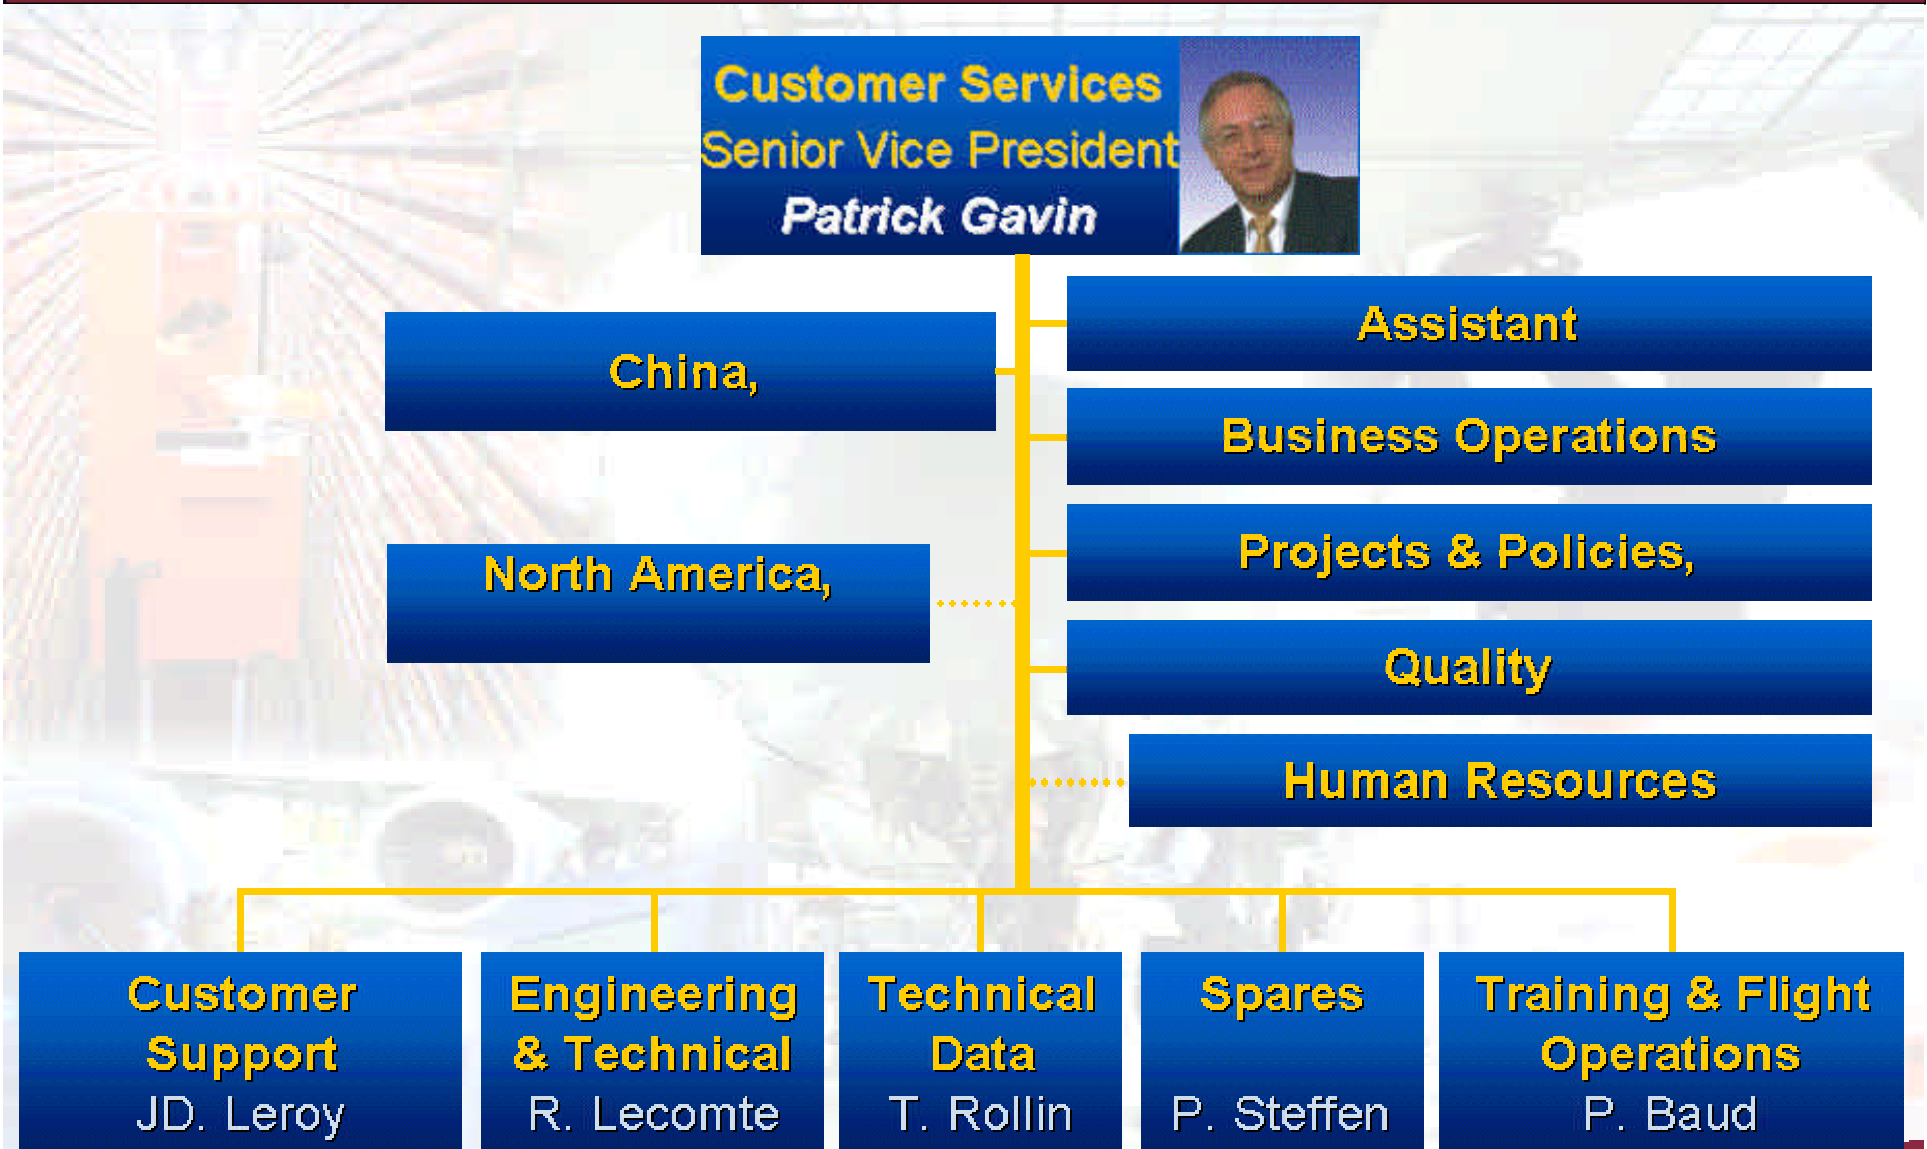 Customer Services
Senior Vice President
Patrick Gavin
China,
Assistant
Business Operations
North America,
Projects & Policies,
Quality
Human Resources
Customer
Support
JD. Leroy
Engineering
& Technical
R. Lecomte
Technical
Data
T. Rollin
Spares
P. Steffen
Training & Flight
Operations
P. Baud